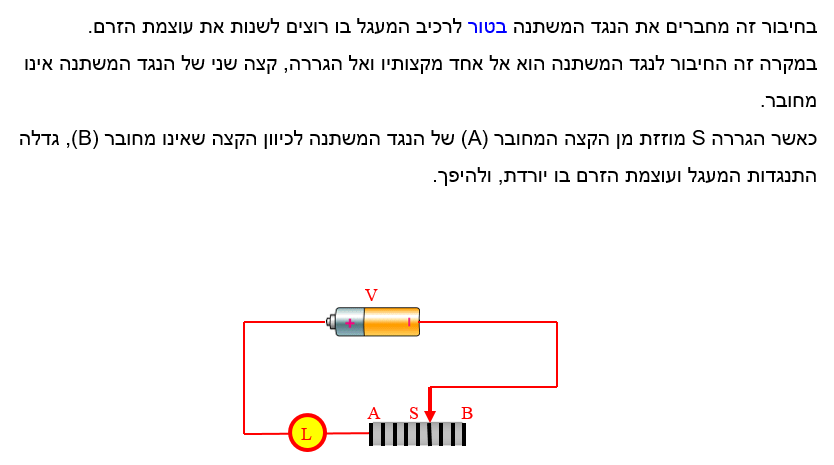 בחיבור זה מחברים את הנגד המשתנה בטור לרכיב המעגל בו רוצים לשנות את עוצמת הזרם.
במקרה זה החיבור לנגד המשתנה הוא אל אחד מקצותיו ואל הגררה, קצה שני של הנגד המשתנה אינו
מחובר.
כאשר הגררה S מוזזת מן הקצה המחובר (A) של הנגד המשתנה לכיוון הקצה שאינו מחובר (B), גדלה
התנגדות המעגל ועוצמת הזרם בו יורדת, ולהיפך.
V
+ −
A S B
L